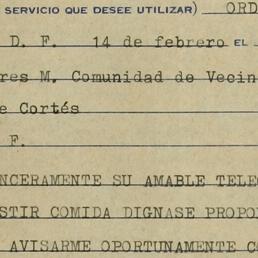 SERVICIO QUE DESEE UTILIZAR) ORD
D. F. 14 de febrero EL
res M. Comunidad de Vecin
e Cortés
F.
NCERAMENTE SU AMABLE TELE
STIR COMIDA DIGNASE PROPO
AVISARME OPORTUNAMENTE C